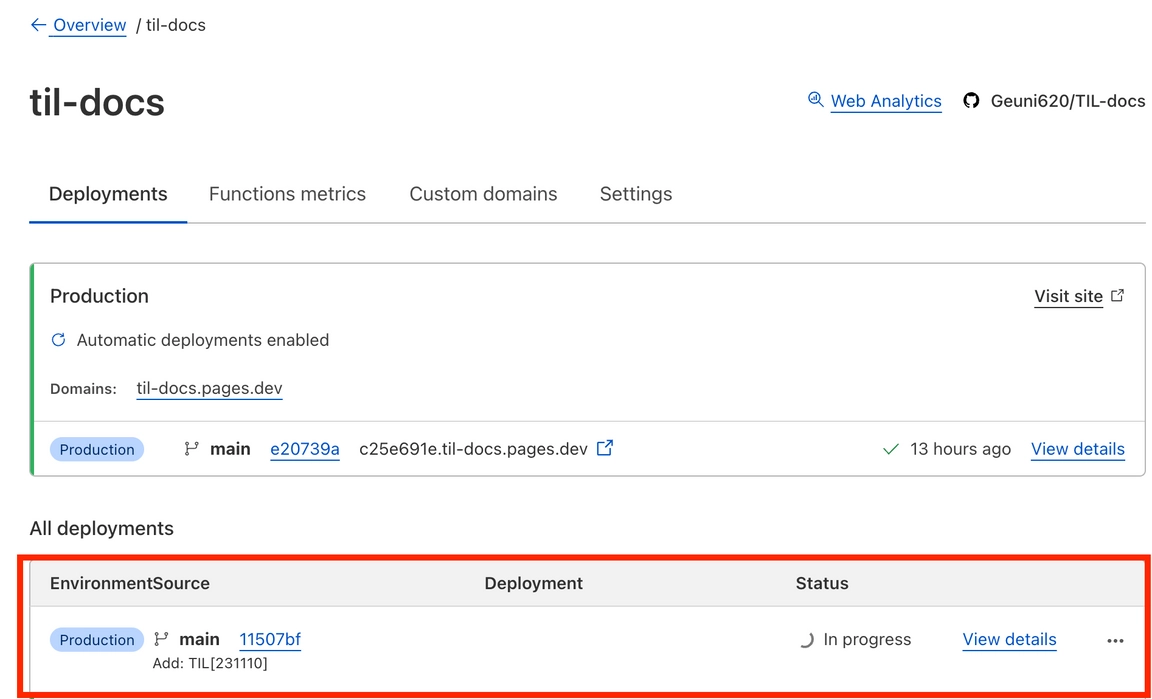 Overview / til-docs
til-docs
Web Analytics Geuni620/TIL-docs
Deployments Functions metrics Custom domains Settings
Production Visit site
Automatic deployments enabled
Domains: til-docs.pages.dev
Production main e20739a c25e691e.til-docs.pages.dev 13 hours ago View details
All deployments
EnvironmentSource Deployment Status
Production main 11507bf In progress View details
Add: TIL[231110]